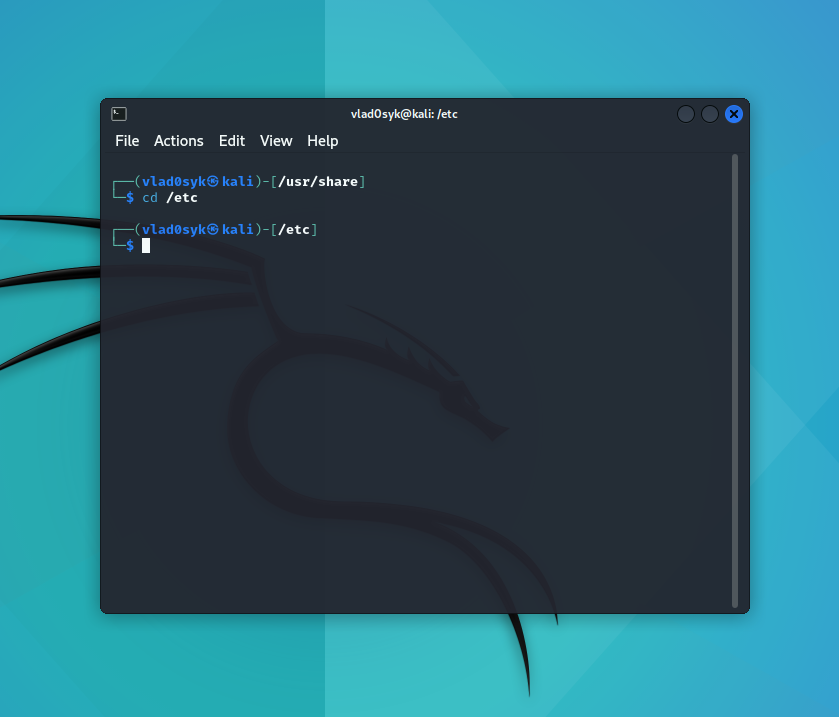 vlad0syk@kali: /etc
File Actions Edit View Help
┌──(vlad0syk㉿kali)-[/usr/share]
└─$ cd /etc
┌──(vlad0syk㉿kali)-[/etc]
└─$